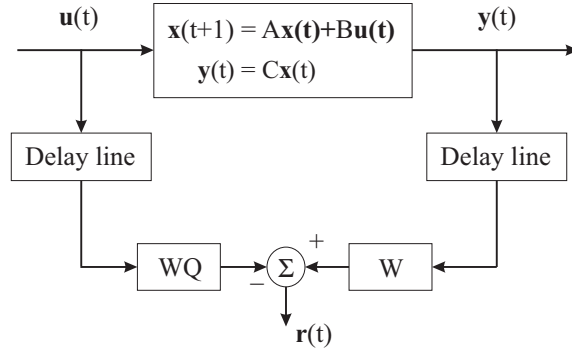 u(t)
x(t+1) = Ax(t)+Bu(t)
y(t) = Cx(t)
y(t)
Delay line
Delay line
WQ
−
Σ
+
W
r(t)